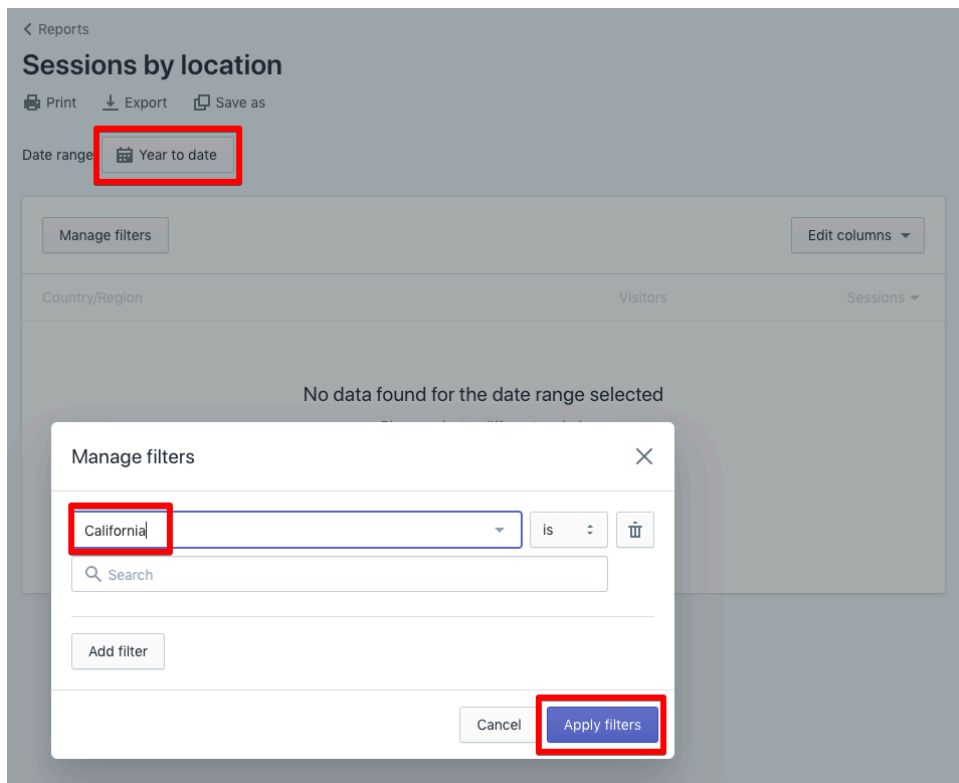 Reports
Sessions by location
Print Export Save as
Date range Year to date
Manage filters Edit columns
Country/Region Visitors Sessions
No data found for the date range selected
Manage filters
California is
Search
Add filter
Cancel Apply filters